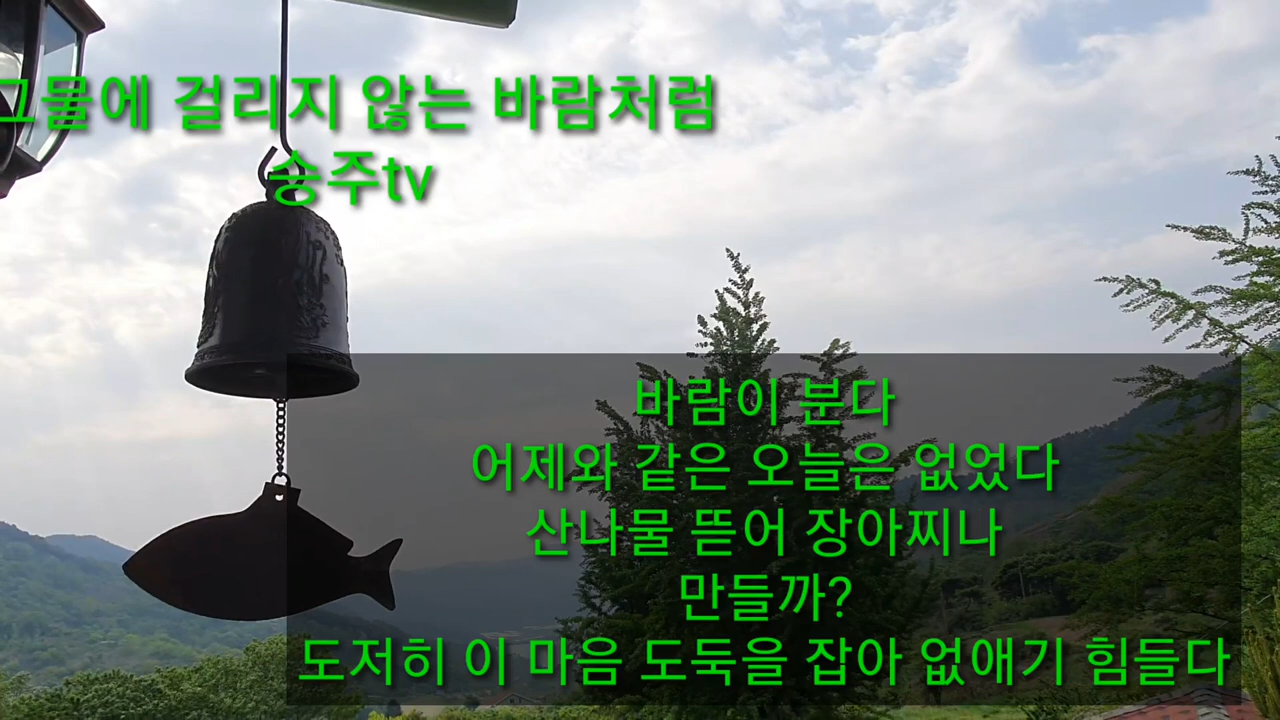 그물에 걸리지 않는 바람처럼
승주tv
바람이 분다
어제와 같은 오늘은 없었다
산나물 뜯어 장아찌나
만들까?
도저히 이 마음 도둑을 잡아 없애기 힘들다